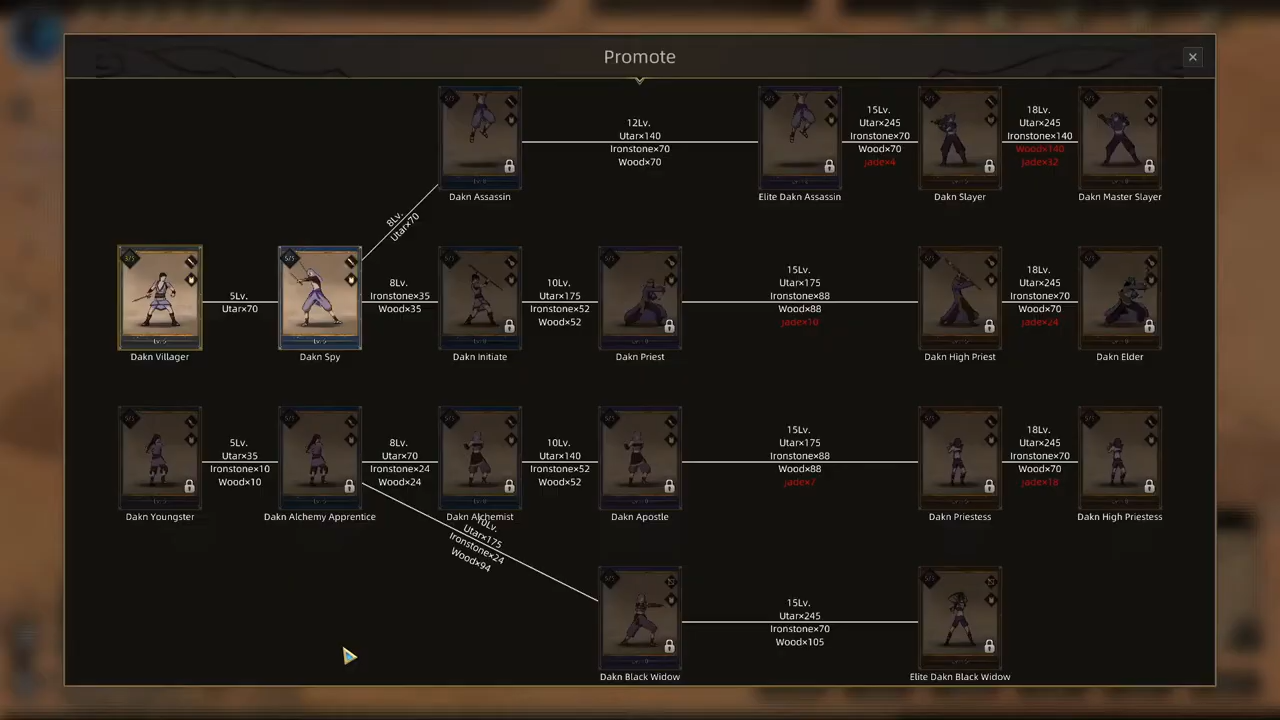 Promote
12Lv.
Utar×140
Ironstone×70
Wood×70
15Lv.
Utar×245
Ironstone×70
Wood×70
Jade×4
18Lv.
Utar×245
Ironstone×140
Wood×140
Jade×32
Dakn Assassin
Elite Dakn Assassin
Dakn Slayer
Dakn Master Slayer
8Lv.
Utar×70
3/5
5/5
5Lv.
Utar×70
8Lv.
Ironstone×35
Wood×35
10Lv.
Utar×175
Ironstone×52
Wood×52
15Lv.
Utar×175
Ironstone×88
Wood×88
18Lv.
Utar×245
Ironstone×70
Wood×70
Jade×24
Lv. 5
Lv. 5
Dakn Villager
Dakn Spy
Dakn Initiate
Dakn Priest
Dakn High Priest
Dakn Elder
5Lv.
Utar×35
Ironstone×10
Wood×10
8Lv.
Utar×70
Ironstone×24
Wood×24
10Lv.
Utar×140
Ironstone×52
Wood×52
15Lv.
Utar×175
Ironstone×88
Wood×88
Jade×7
18Lv.
Utar×245
Ironstone×70
Wood×70
Jade×18
Dakn Youngster
Dakn Alchemy Apprentice
Dakn Alchemist
Dakn Apostle
Dakn Priestess
Dakn High Priestess
10Lv.
Utar×175
Ironstone×24
Wood×94
15Lv.
Utar×245
Ironstone×70
Wood×105
Dakn Black Widow
Elite Dakn Black Widow